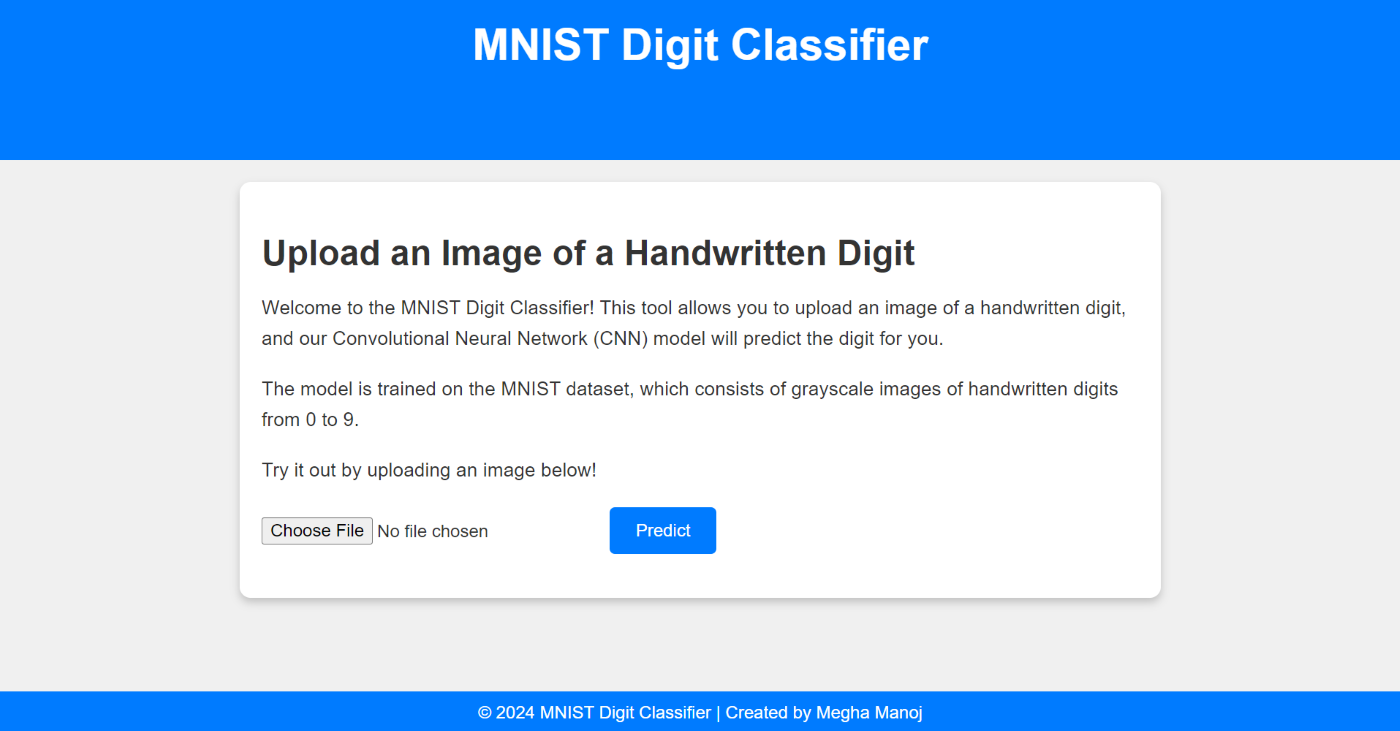 MNIST Digit Classifier
Upload an Image of a Handwritten Digit
Welcome to the MNIST Digit Classifier! This tool allows you to upload an image of a handwritten digit,
and our Convolutional Neural Network (CNN) model will predict the digit for you.
The model is trained on the MNIST dataset, which consists of grayscale images of handwritten digits
from 0 to 9.
Try it out by uploading an image below!
Choose File No file chosen Predict
© 2024 MNIST Digit Classifier | Created by Megha Manoj